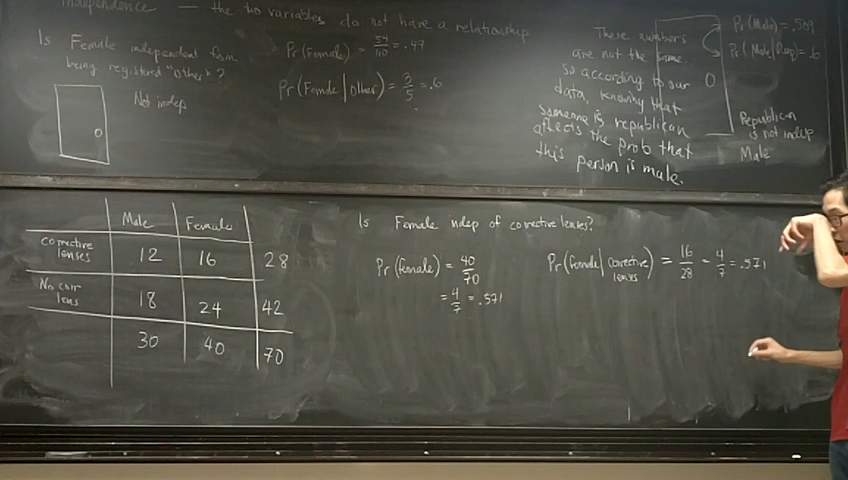 Independence — the two variables do not have a relationship
Is Female independent from
being registered "Other"?
Not indep
Pr(Female) = 54/110 = .49
Pr(Female | Other) = 3/5 = .6
These numbers
are not the same
so according to our
data, knowing that
someone is republican
affects the prob that
this person is male.
Pr(Male) = .509
Pr(Male | Rep) = .6
Republican
is not indep
Male
Male Female
corrective
lenses 12 16 28
No corr
lens 18 24 42
30 40 70
Is Female indep of corrective lenses?
Pr(female) = 40/70
= 4/7 = .571
Pr(female | corrective lenses) = 16/28 = 4/7 = .571